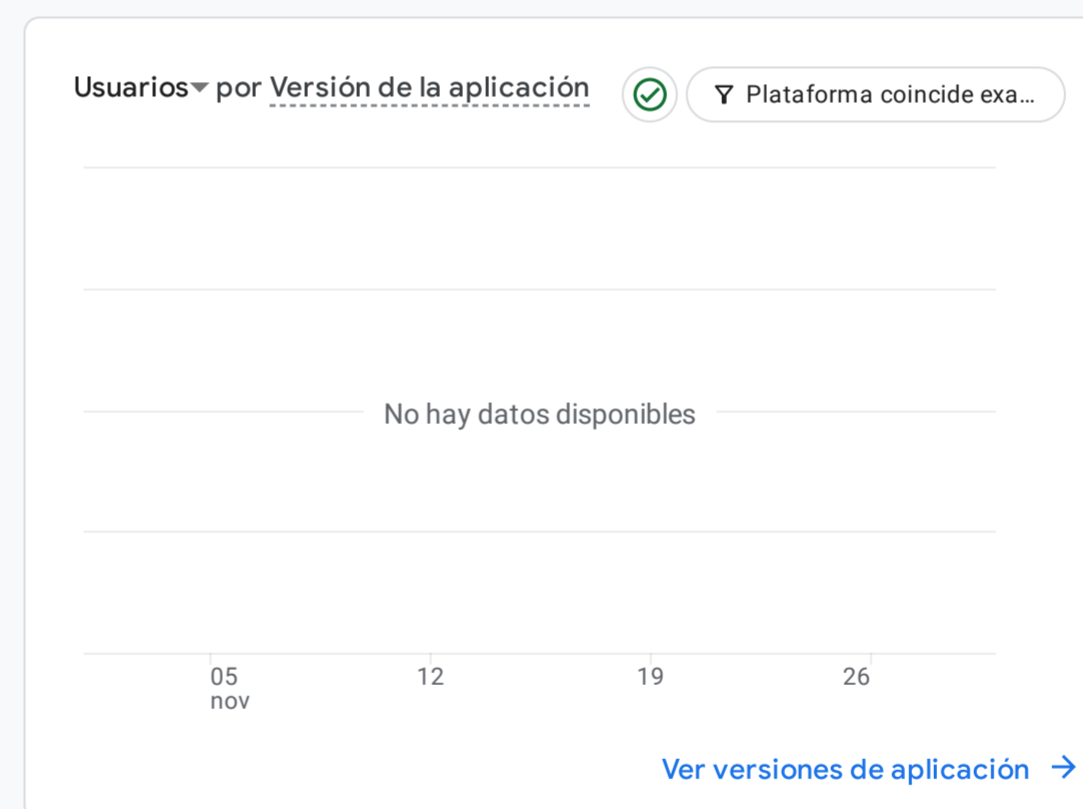 Usuarios por Versión de la aplicación
Plataforma coincide exa...
No hay datos disponibles
05 12 19 26
nov
Ver versiones de aplicación